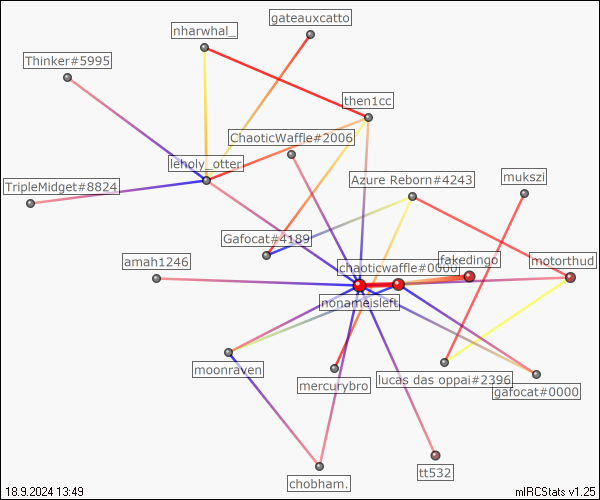 gateauxcatto
nharwhal_
Thinker#5995
then1cc
ChaoticWaffle#2006
leholy_otter
mukszi
Azure Reborn#4243
TripleMidget#8824
Gafocat#4189
amah1246
fakedingo
motorthud
chaoticwaffle#0000
nonameisleft
moonraven
mercurybro
lucas das oppai#2396
gafocat#0000
tt532
chobham.
18.9.2024 13:49
mIRCStats v1.25